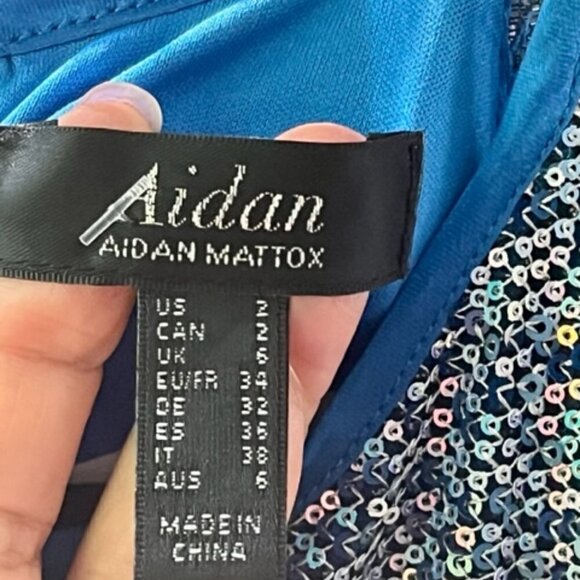 Aidan
AIDAN MATTOX
US 2
CAN 2
UK 6
EU/FR 34
DE 32
ES 36
IT 38
AUS 6
MADE IN
CHINA